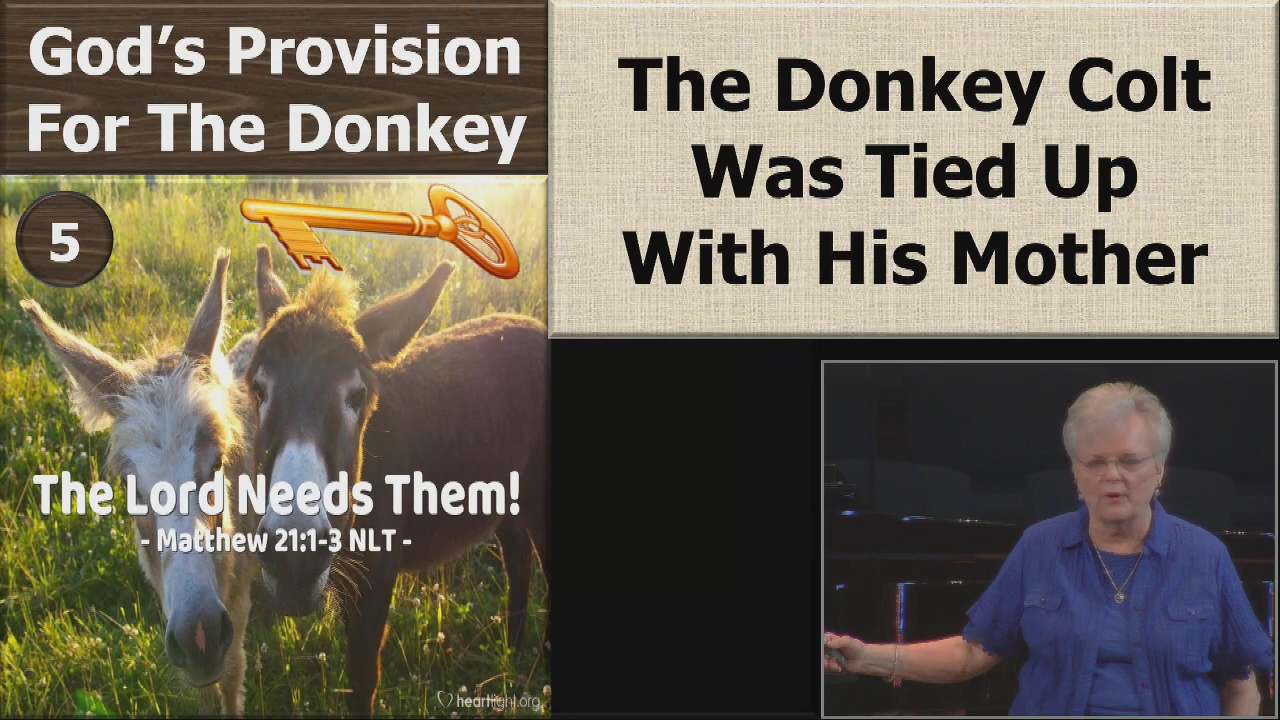 God's Provision
For The Donkey
The Donkey Colt
Was Tied Up
With His Mother
5
The Lord Needs Them!
- Matthew 21:1-3 NLT -
heartlight.org